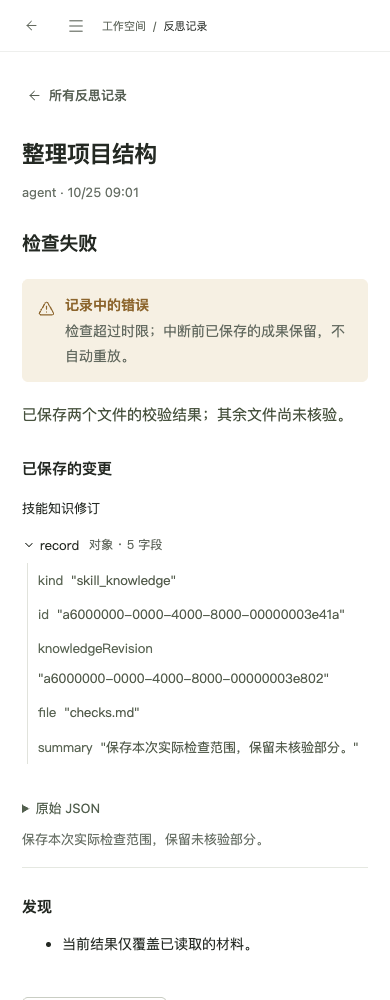 工作空间 / 反思记录
所有反思记录
整理项目结构
agent · 10/25 09:01
检查失败
记录中的错误
检查超过时限；中断前已保存的成果保留，不
自动重放。
已保存两个文件的校验结果；其余文件尚未核验。
已保存的变更
技能知识修订
record 对象 · 5 字段
kind "skill_knowledge"
id "a6000000-0000-4000-8000-00000003e41a"
knowledgeRevision
"a6000000-0000-4000-8000-00000003e802"
file "checks.md"
summary "保存本次实际检查范围，保留未核验部分。"
原始 JSON
保存本次实际检查范围，保留未核验部分。
发现
当前结果仅覆盖已读取的材料。